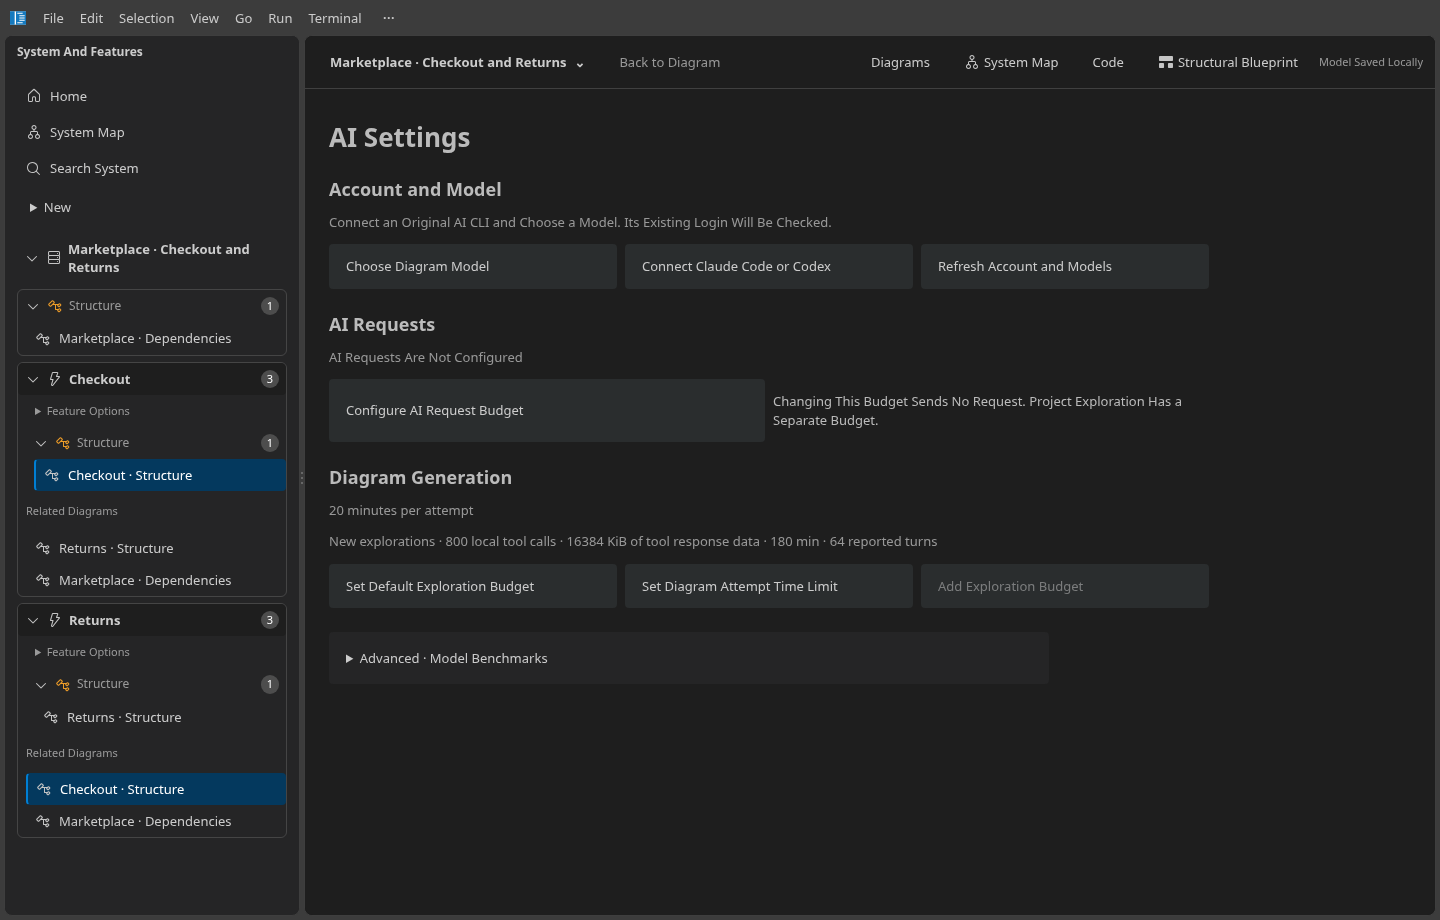 File Edit Selection View Go Run Terminal ···
System And Features
Home
System Map
Search System
New
Marketplace · Checkout and
Returns
Structure 1
Marketplace · Dependencies
Checkout 3
Feature Options
Structure 1
Checkout · Structure
Related Diagrams
Returns · Structure
Marketplace · Dependencies
Returns 3
Feature Options
Structure 1
Returns · Structure
Related Diagrams
Checkout · Structure
Marketplace · Dependencies
Marketplace · Checkout and Returns Back to Diagram Diagrams System Map Code Structural Blueprint Model Saved Locally
AI Settings
Account and Model
Connect an Original AI CLI and Choose a Model. Its Existing Login Will Be Checked.
Choose Diagram Model Connect Claude Code or Codex Refresh Account and Models
AI Requests
AI Requests Are Not Configured
Configure AI Request Budget
Changing This Budget Sends No Request. Project Exploration Has a
Separate Budget.
Diagram Generation
20 minutes per attempt
New explorations · 800 local tool calls · 16384 KiB of tool response data · 180 min · 64 reported turns
Set Default Exploration Budget Set Diagram Attempt Time Limit Add Exploration Budget
Advanced · Model Benchmarks